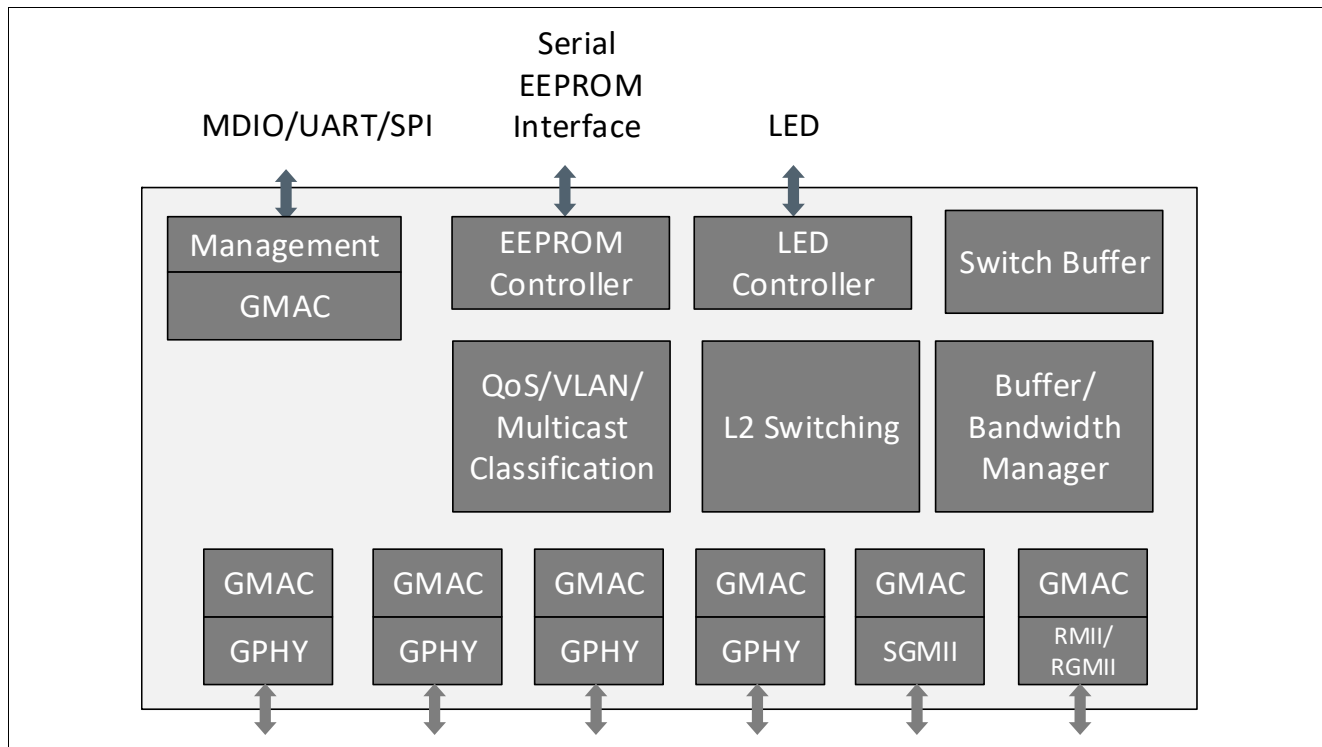 Serial
EEPROM
Interface
MDIO/UART/SPI
LED
Management
GMAC
EEPROM
Controller
LED
Controller
Switch Buffer
QoS/VLAN/
Multicast
Classification
L2 Switching
Buffer/
Bandwidth
Manager
GMAC
GPHY
GMAC
GPHY
GMAC
GPHY
GMAC
GPHY
GMAC
SGMII
GMAC
RMII/
RGMII